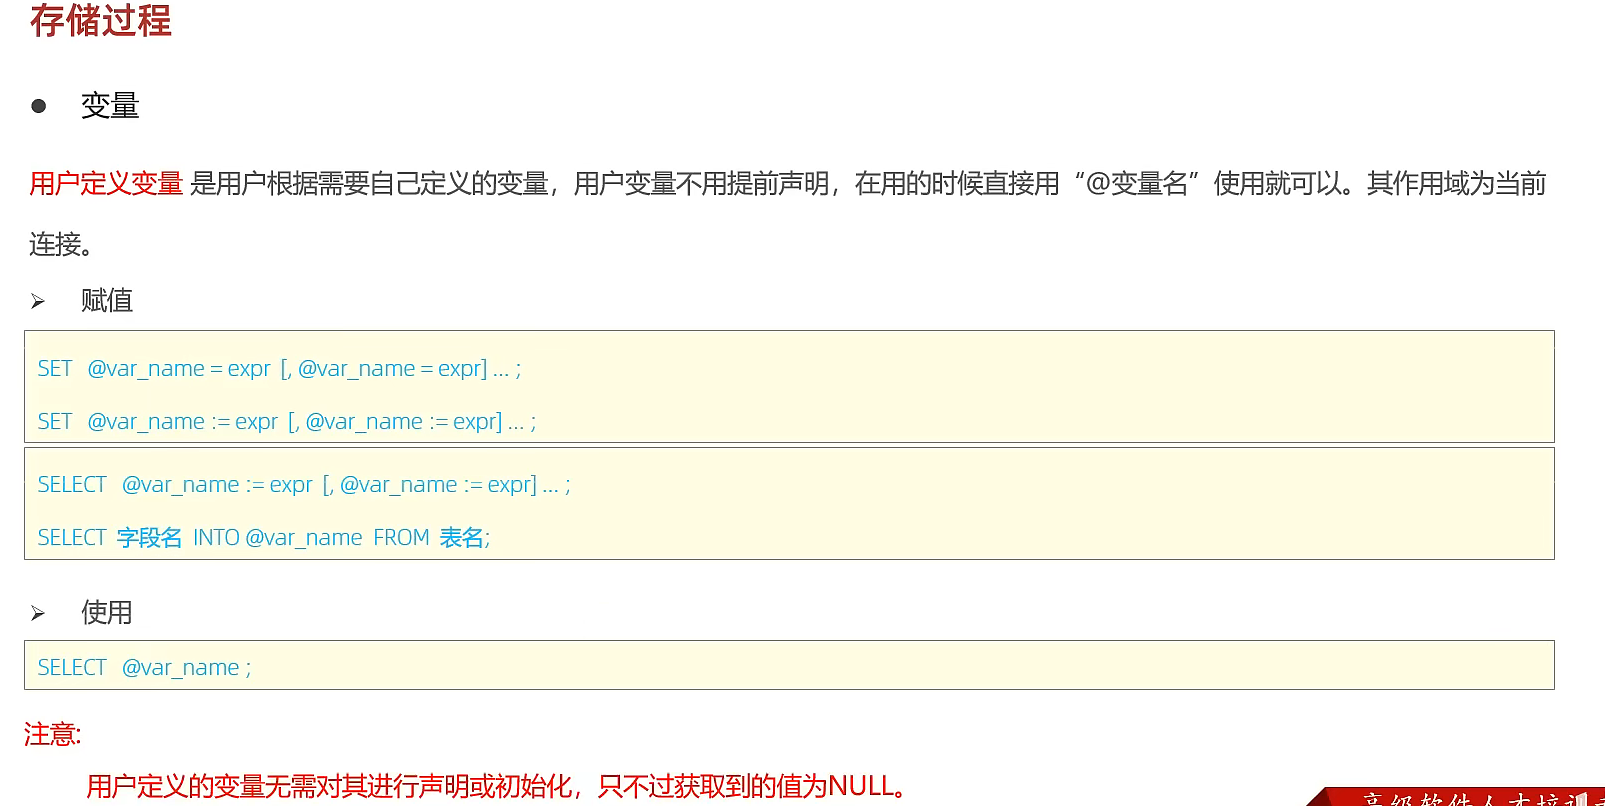 存储过程
● 变量
用户定义变量 是用户根据需要自己定义的变量，用户变量不用提前声明，在用的时候直接用“@变量名”使用就可以。其作用域为当前
连接。
➢ 赋值
SET @var_name = expr [, @var_name = expr] ... ;
SET @var_name := expr [, @var_name := expr] ... ;
SELECT @var_name := expr [, @var_name := expr] ... ;
SELECT 字段名 INTO @var_name FROM 表名;
➢ 使用
SELECT @var_name ;
注意:
用户定义的变量无需对其进行声明或初始化，只不过获取到的值为NULL。
高级软件人才培训